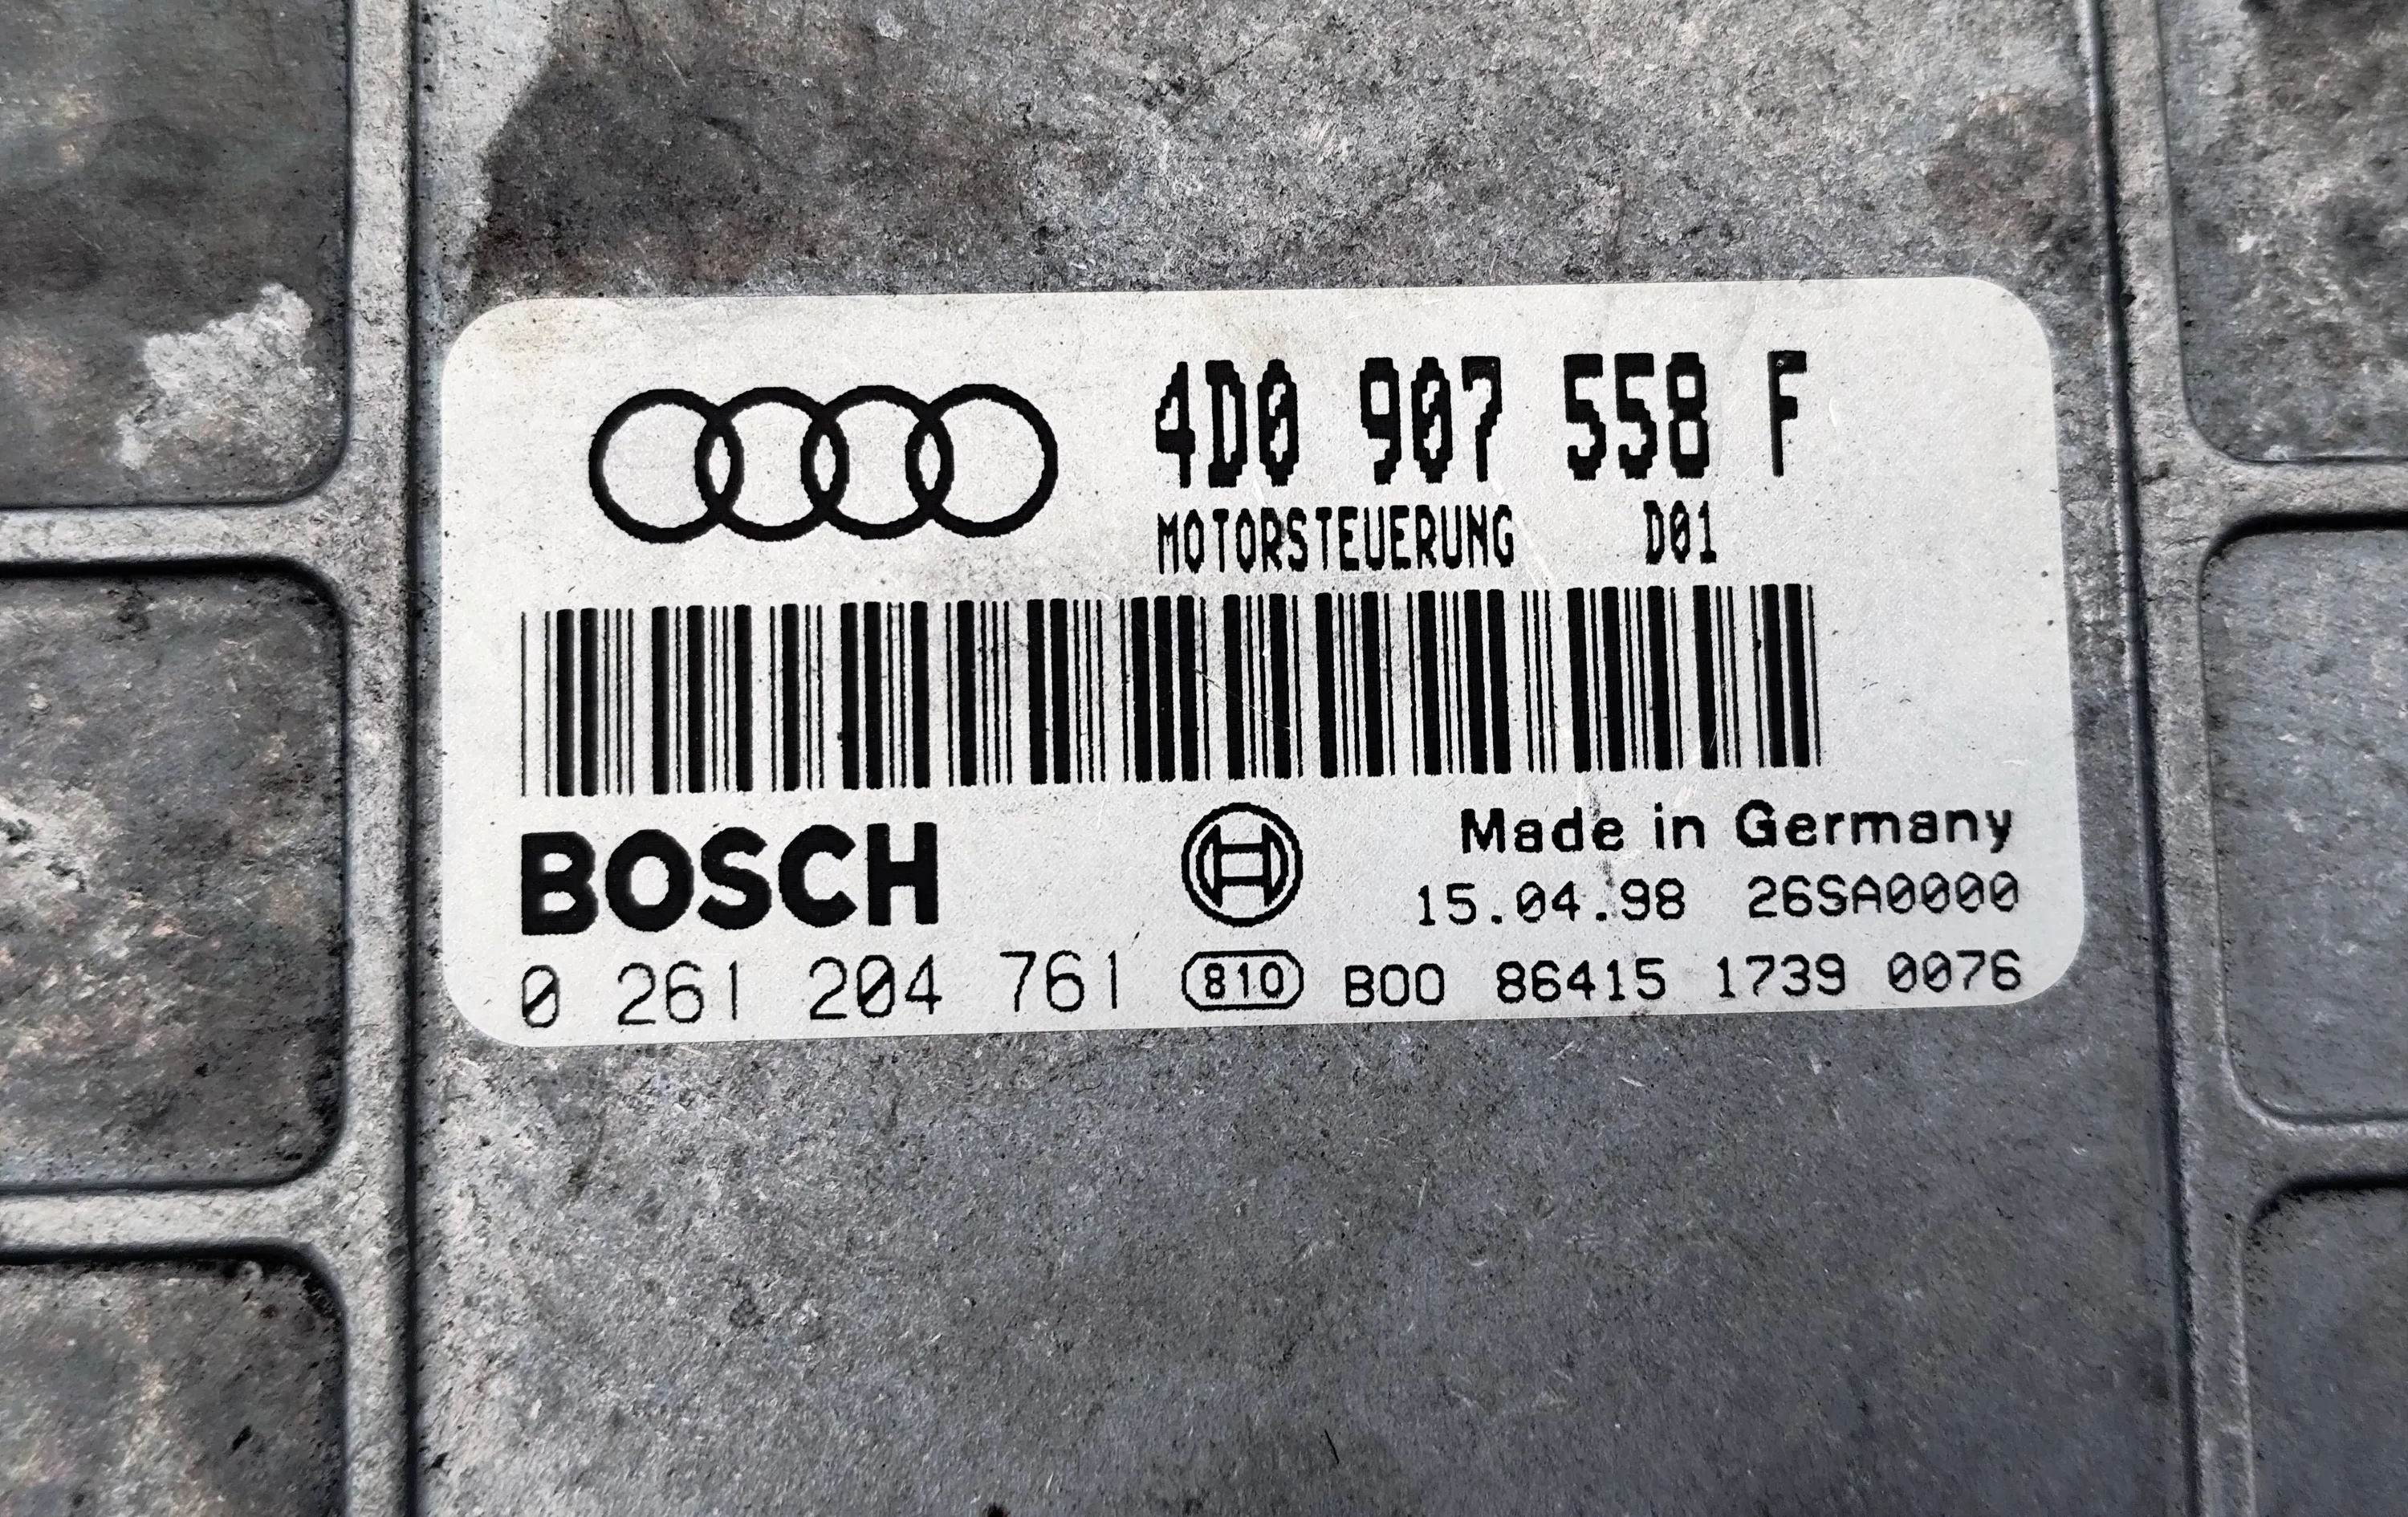 4D0 907 558 F
MOTORSTEUERUNG D01
BOSCH
Made in Germany
15.04.98 26SA0000
0 261 204 761 810 B00 86415 1739 0076